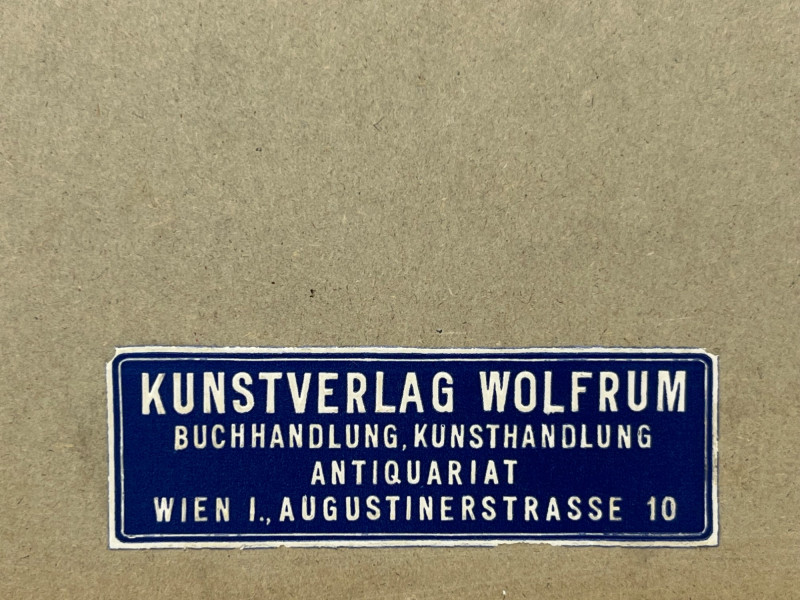 KUNSTVERLAG WOLFRUM
BUCHHANDLUNG, KUNSTHANDLUNG
ANTIQUARIAT
WIEN I., AUGUSTINERSTRASSE 10